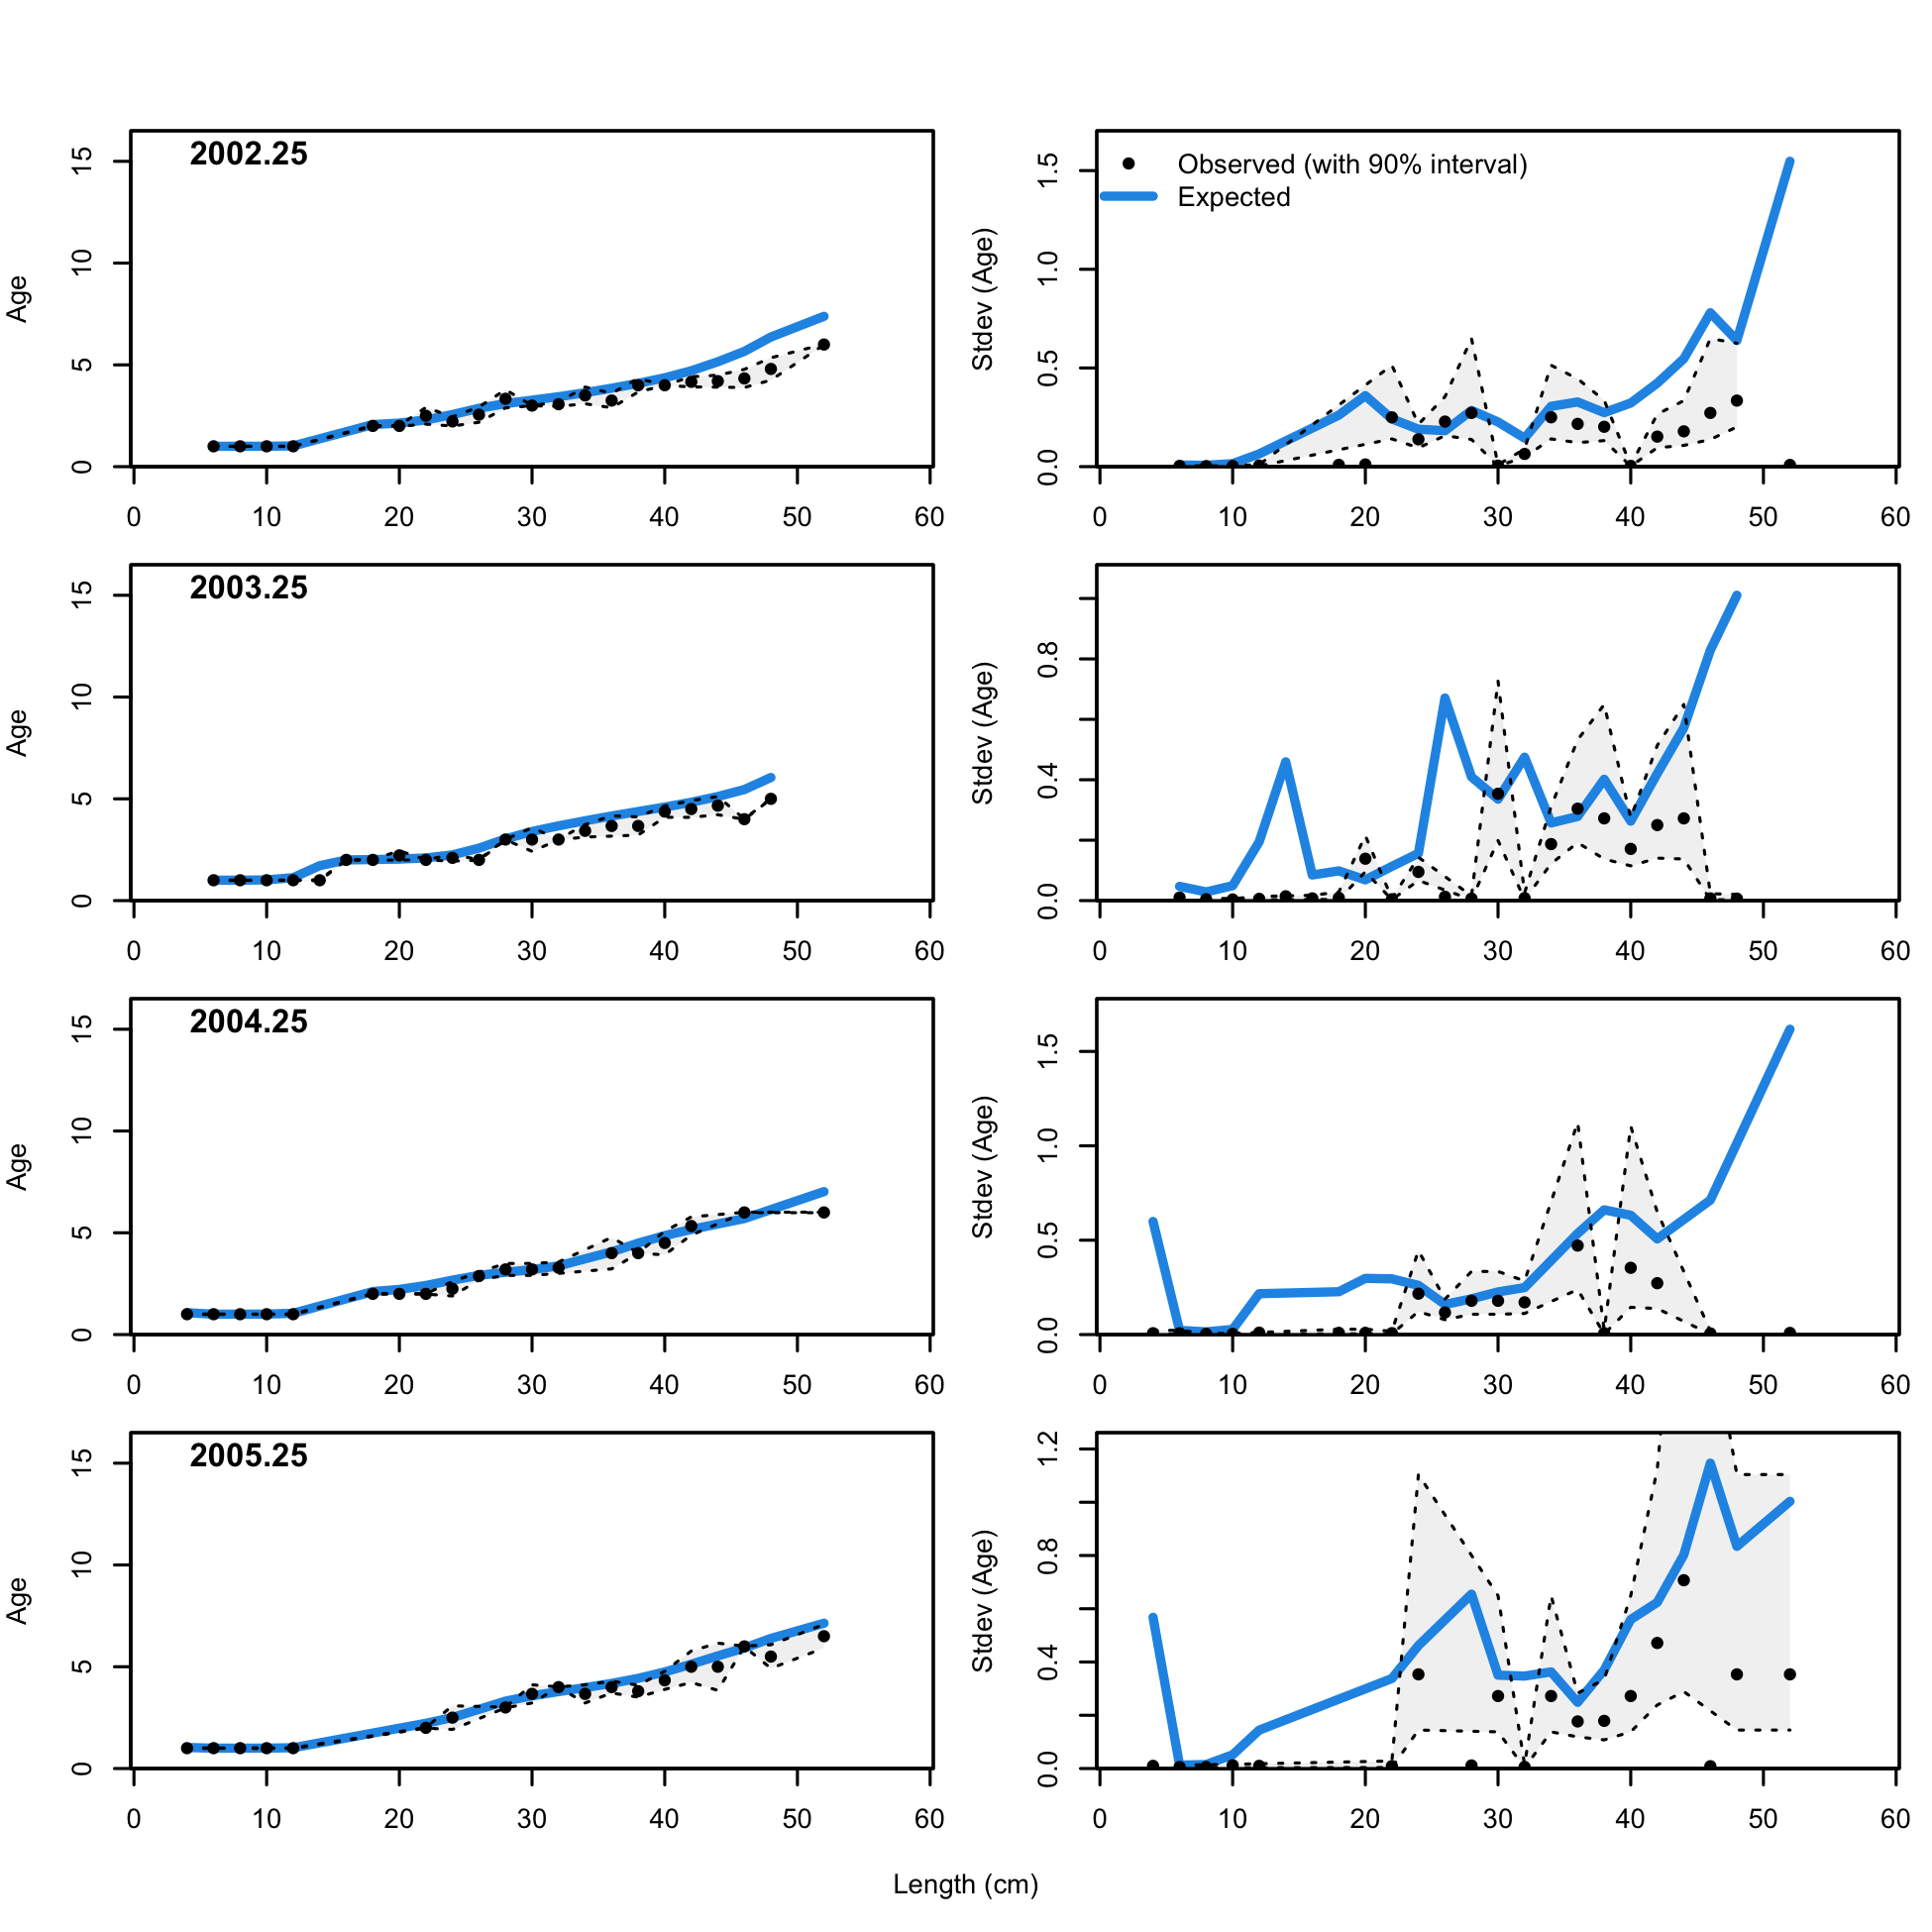 2002.25
Age
0 5 10 15
0 10 20 30 40 50 60
Observed (with 90% interval)
Expected
Stdev (Age)
0.0 0.5 1.0 1.5
0 10 20 30 40 50 60
2003.25
Age
0 5 10 15
0 10 20 30 40 50 60
Stdev (Age)
0.0 0.4 0.8
0 10 20 30 40 50 60
2004.25
Age
0 5 10 15
0 10 20 30 40 50 60
Stdev (Age)
0.0 0.5 1.0 1.5
0 10 20 30 40 50 60
2005.25
Age
0 5 10 15
0 10 20 30 40 50 60
Stdev (Age)
0.0 0.4 0.8 1.2
0 10 20 30 40 50 60
Length (cm)